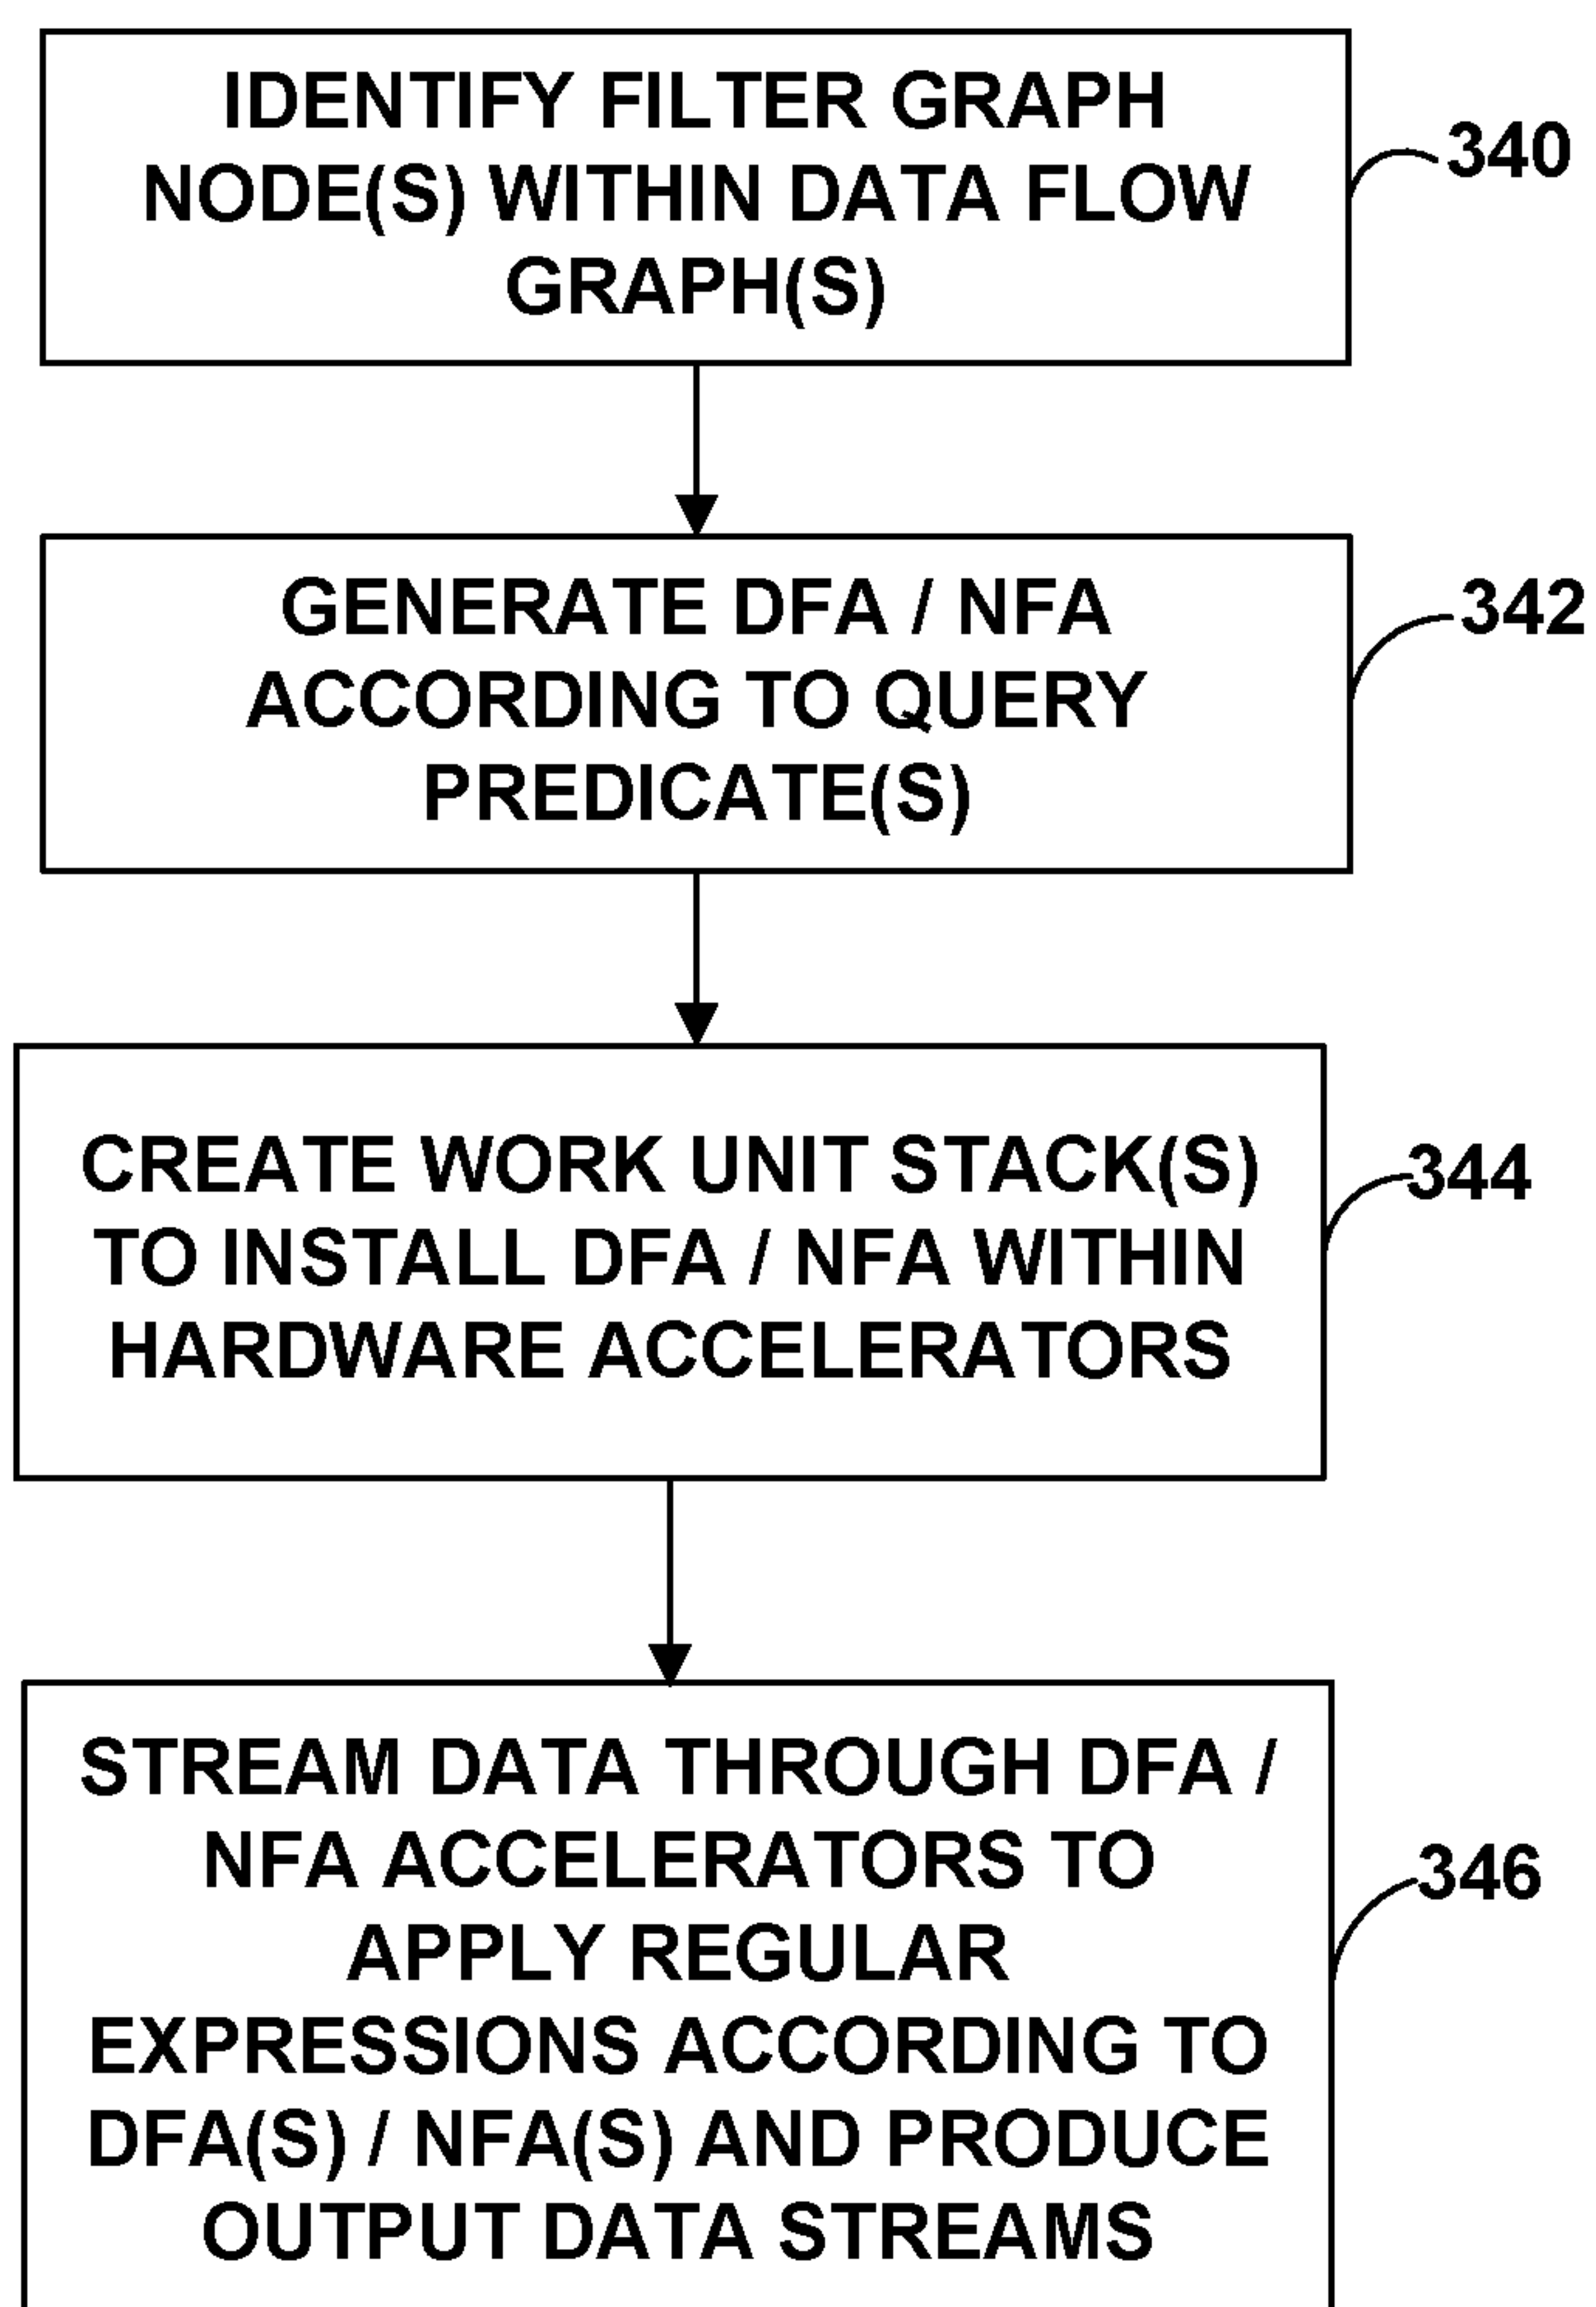 IDENTIFY FILTER GRAPH
NODE(S) WITHIN DATA FLOW
GRAPH(S)
340
GENERATE DFA / NFA
ACCORDING TO QUERY
PREDICATE(S)
342
CREATE WORK UNIT STACK(S)
TO INSTALL DFA / NFA WITHIN
HARDWARE ACCELERATORS
344
STREAM DATA THROUGH DFA /
NFA ACCELERATORS TO
APPLY REGULAR
EXPRESSIONS ACCORDING TO
DFA(S) / NFA(S) AND PRODUCE
OUTPUT DATA STREAMS
346